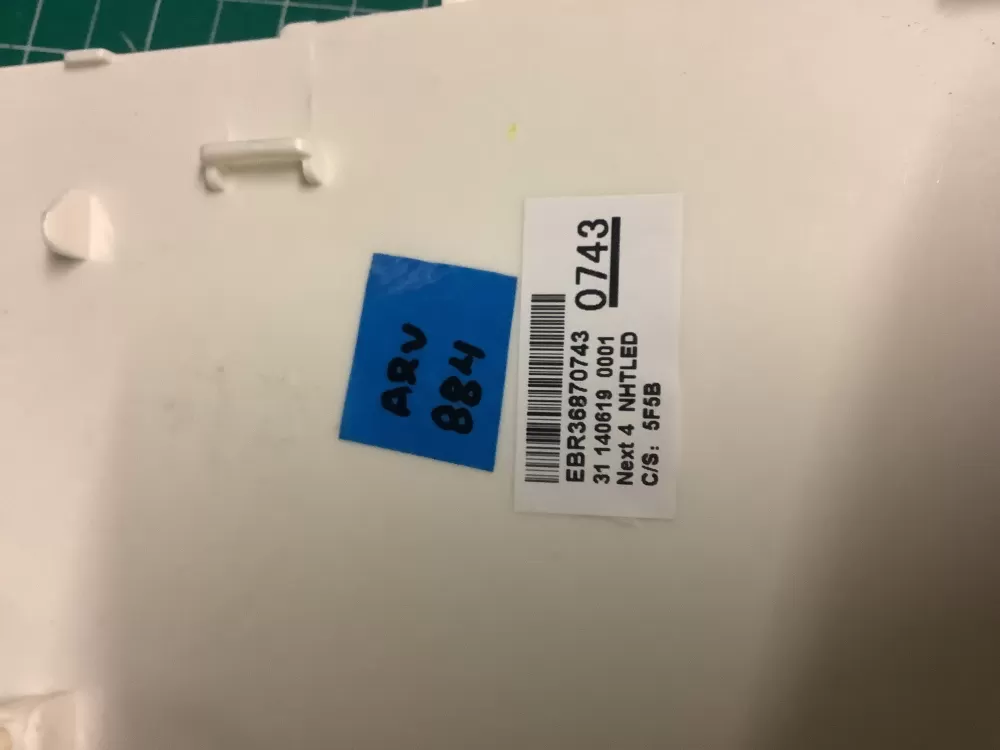 ARV
884
0743
EBR36870743
31 140619 0001
Next 4 NHTLED
C/S: 5F5B